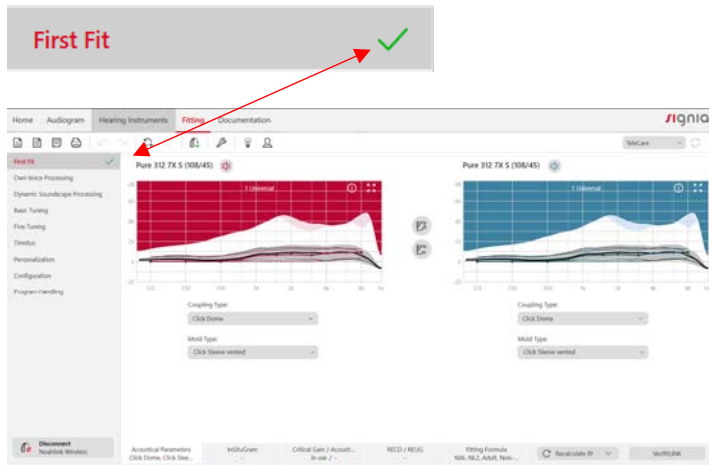 First Fit
Home Audiogram Hearing Instruments Fitting Documentation
signia
TeleCare
First Fit
Own Voice Processing
Dynamic Soundscape Processing
Basic Tuning
Fine Tuning
Tinnitus
Personalization
Configuration
Program Handling
Pure 312 7X S (108/45)
Pure 312 7X S (108/45)
1 Universal
1 Universal
Coupling Type:
Coupling Type:
Click Dome
Click Dome
Mold Type:
Mold Type:
Click Sleeve vented
Click Sleeve vented
Disconnect
Noahlink Wireless
Acoustical Parameters InSituGram Critical Gain / Acousti... RECD / REUG Fitting Formula
Click Dome, Click Slee... - In-use / - - NAL-NL2, Adult, Non-...
Recalculate fit VerifitLINK